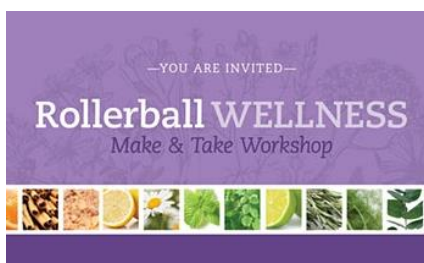 —YOU ARE INVITED—
Rollerball WELLNESS
Make & Take Workshop